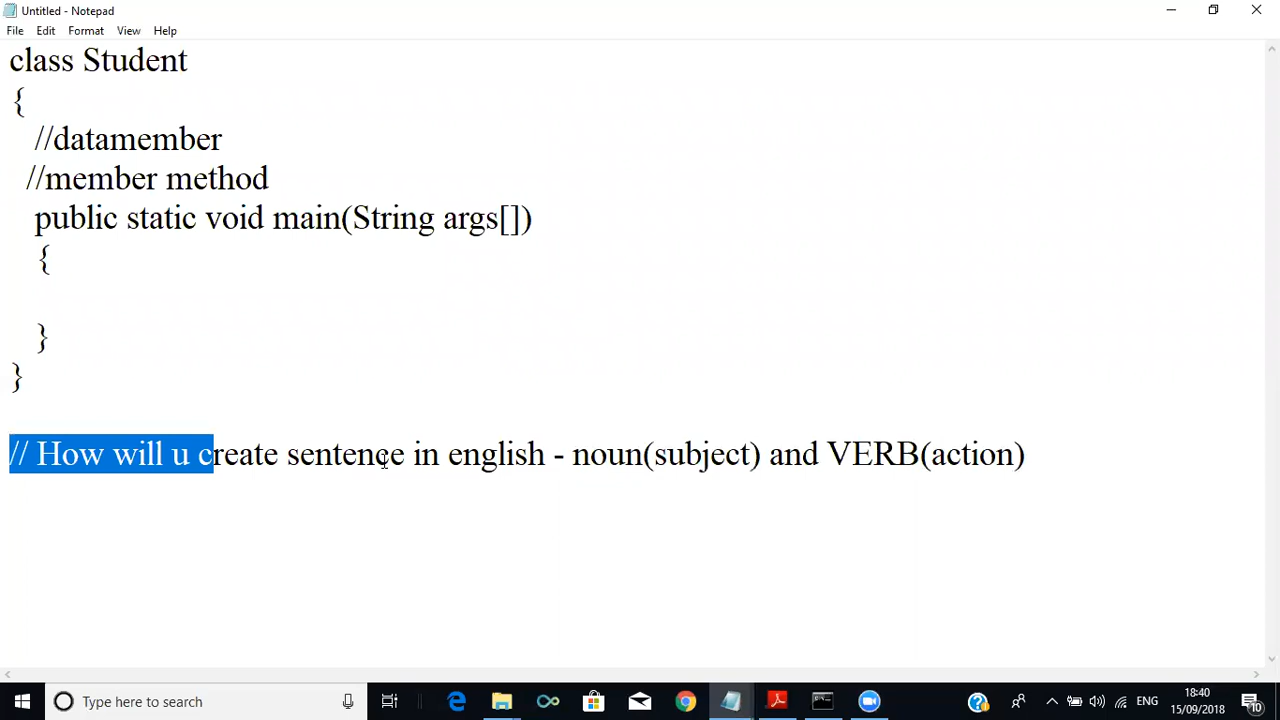 Untitled - Notepad
File Edit Format View Help
class Student
{
//datamember
//member method
public static void main(String args[])
{
}
}
// How will u create sentence in english - noun(subject) and VERB(action)
Type here to search
ENG
18:40
15/09/2018
10